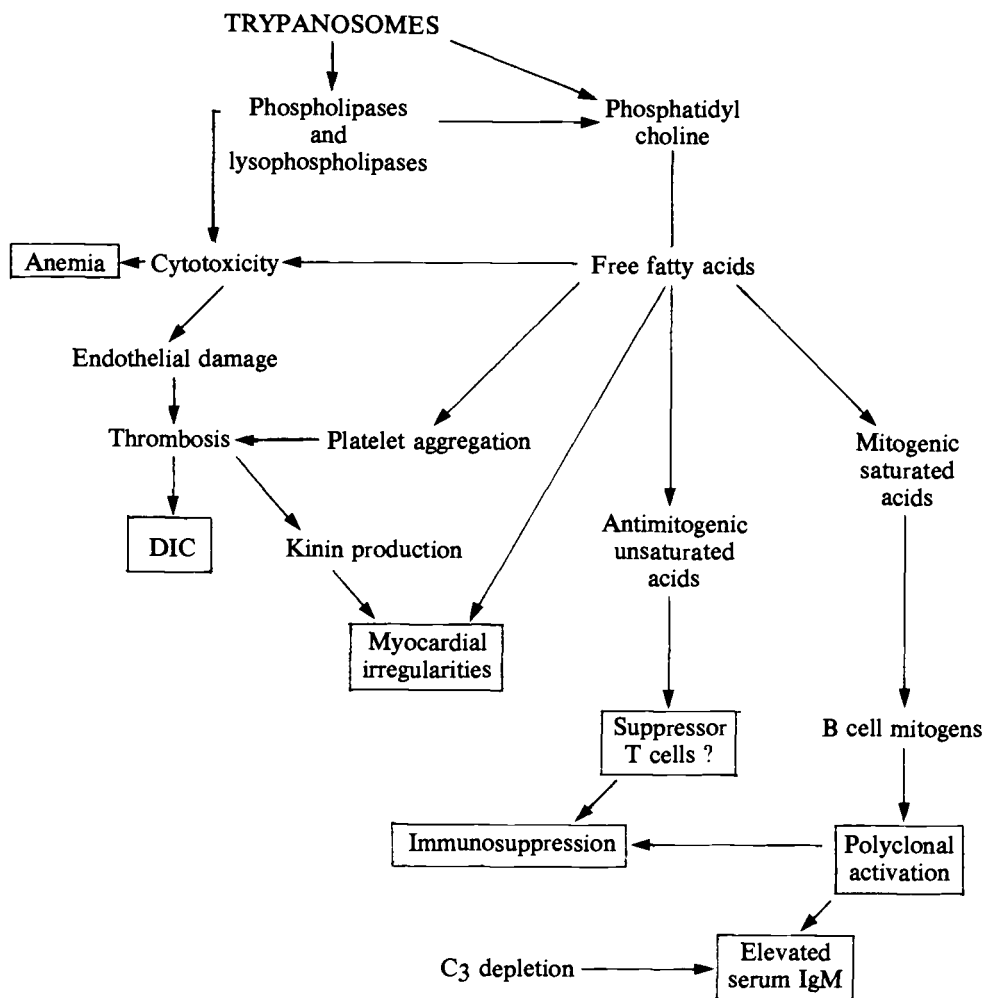 TRYPANOSOMES
Phospholipases
and
lysophospholipases
Phosphatidyl
choline
Anemia
Cytotoxicity
Free fatty acids
Endothelial damage
Thrombosis
Platelet aggregation
Mitogenic
saturated
acids
DIC
Kinin production
Antimitogenic
unsaturated
acids
Myocardial
irregularities
Suppressor
T cells ?
B cell mitogens
Immunosuppression
Polyclonal
activation
C3 depletion
Elevated
serum IgM